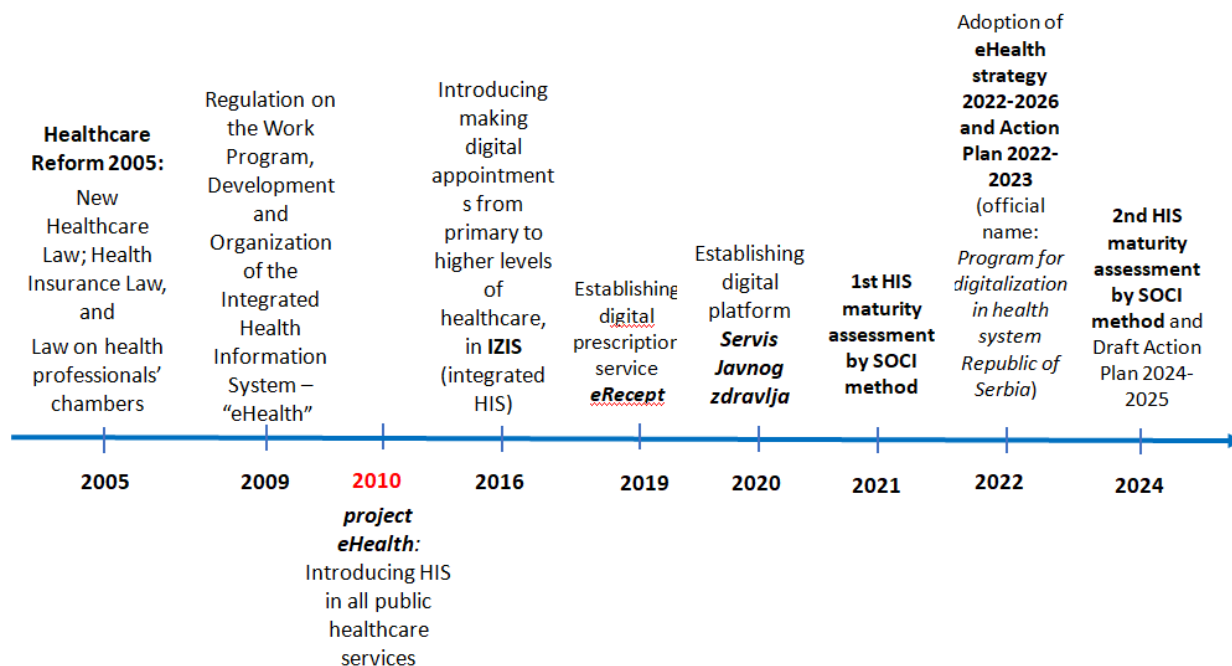 Healthcare
Reform 2005:
New
Healthcare
Law; Health
Insurance Law,
and
Law on health
professionals'
chambers
Regulation on
the Work
Program,
Development
and
Organization
of the
Integrated
Health
Information
System –
"eHealth"
Introducing
making
digital
appointment
s from
primary to
higher levels
of
healthcare,
in IZIS
(integrated
HIS)
Establishing
digital
prescription
service
eRecept
Establishing
digital
platform
Servis
Javnog
zdravlja
1st HIS
maturity
assessment
by SOCI
method
Adoption of
eHealth
strategy
2022-2026
and Action
Plan 2022-
2023
(official
name:
Program for
digitalization
in health
system
Republic of
Serbia)
2nd HIS
maturity
assessment
by SOCI
method and
Draft Action
Plan 2024-
2025
2005
2009
2010
2016
2019
2020
2021
2022
2024
project
eHealth:
Introducing HIS
in all public
healthcare
services